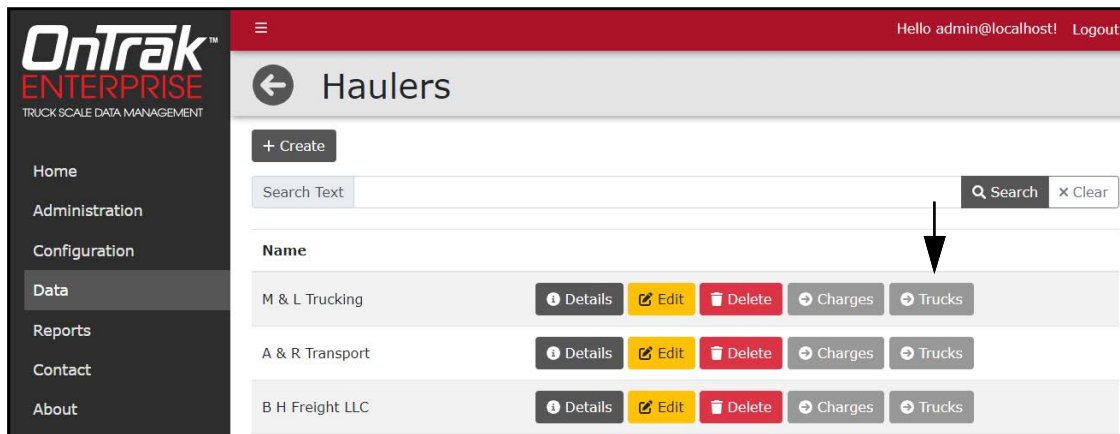 OnTrak™
ENTERPRISE
TRUCK SCALE DATA MANAGEMENT
Home
Administration
Configuration
Data
Reports
Contact
About
Hello admin@localhost! Logout
Haulers
+ Create
Search Text Search × Clear
Name
M & L Trucking Details Edit Delete Charges Trucks
A & R Transport Details Edit Delete Charges Trucks
B H Freight LLC Details Edit Delete Charges Trucks